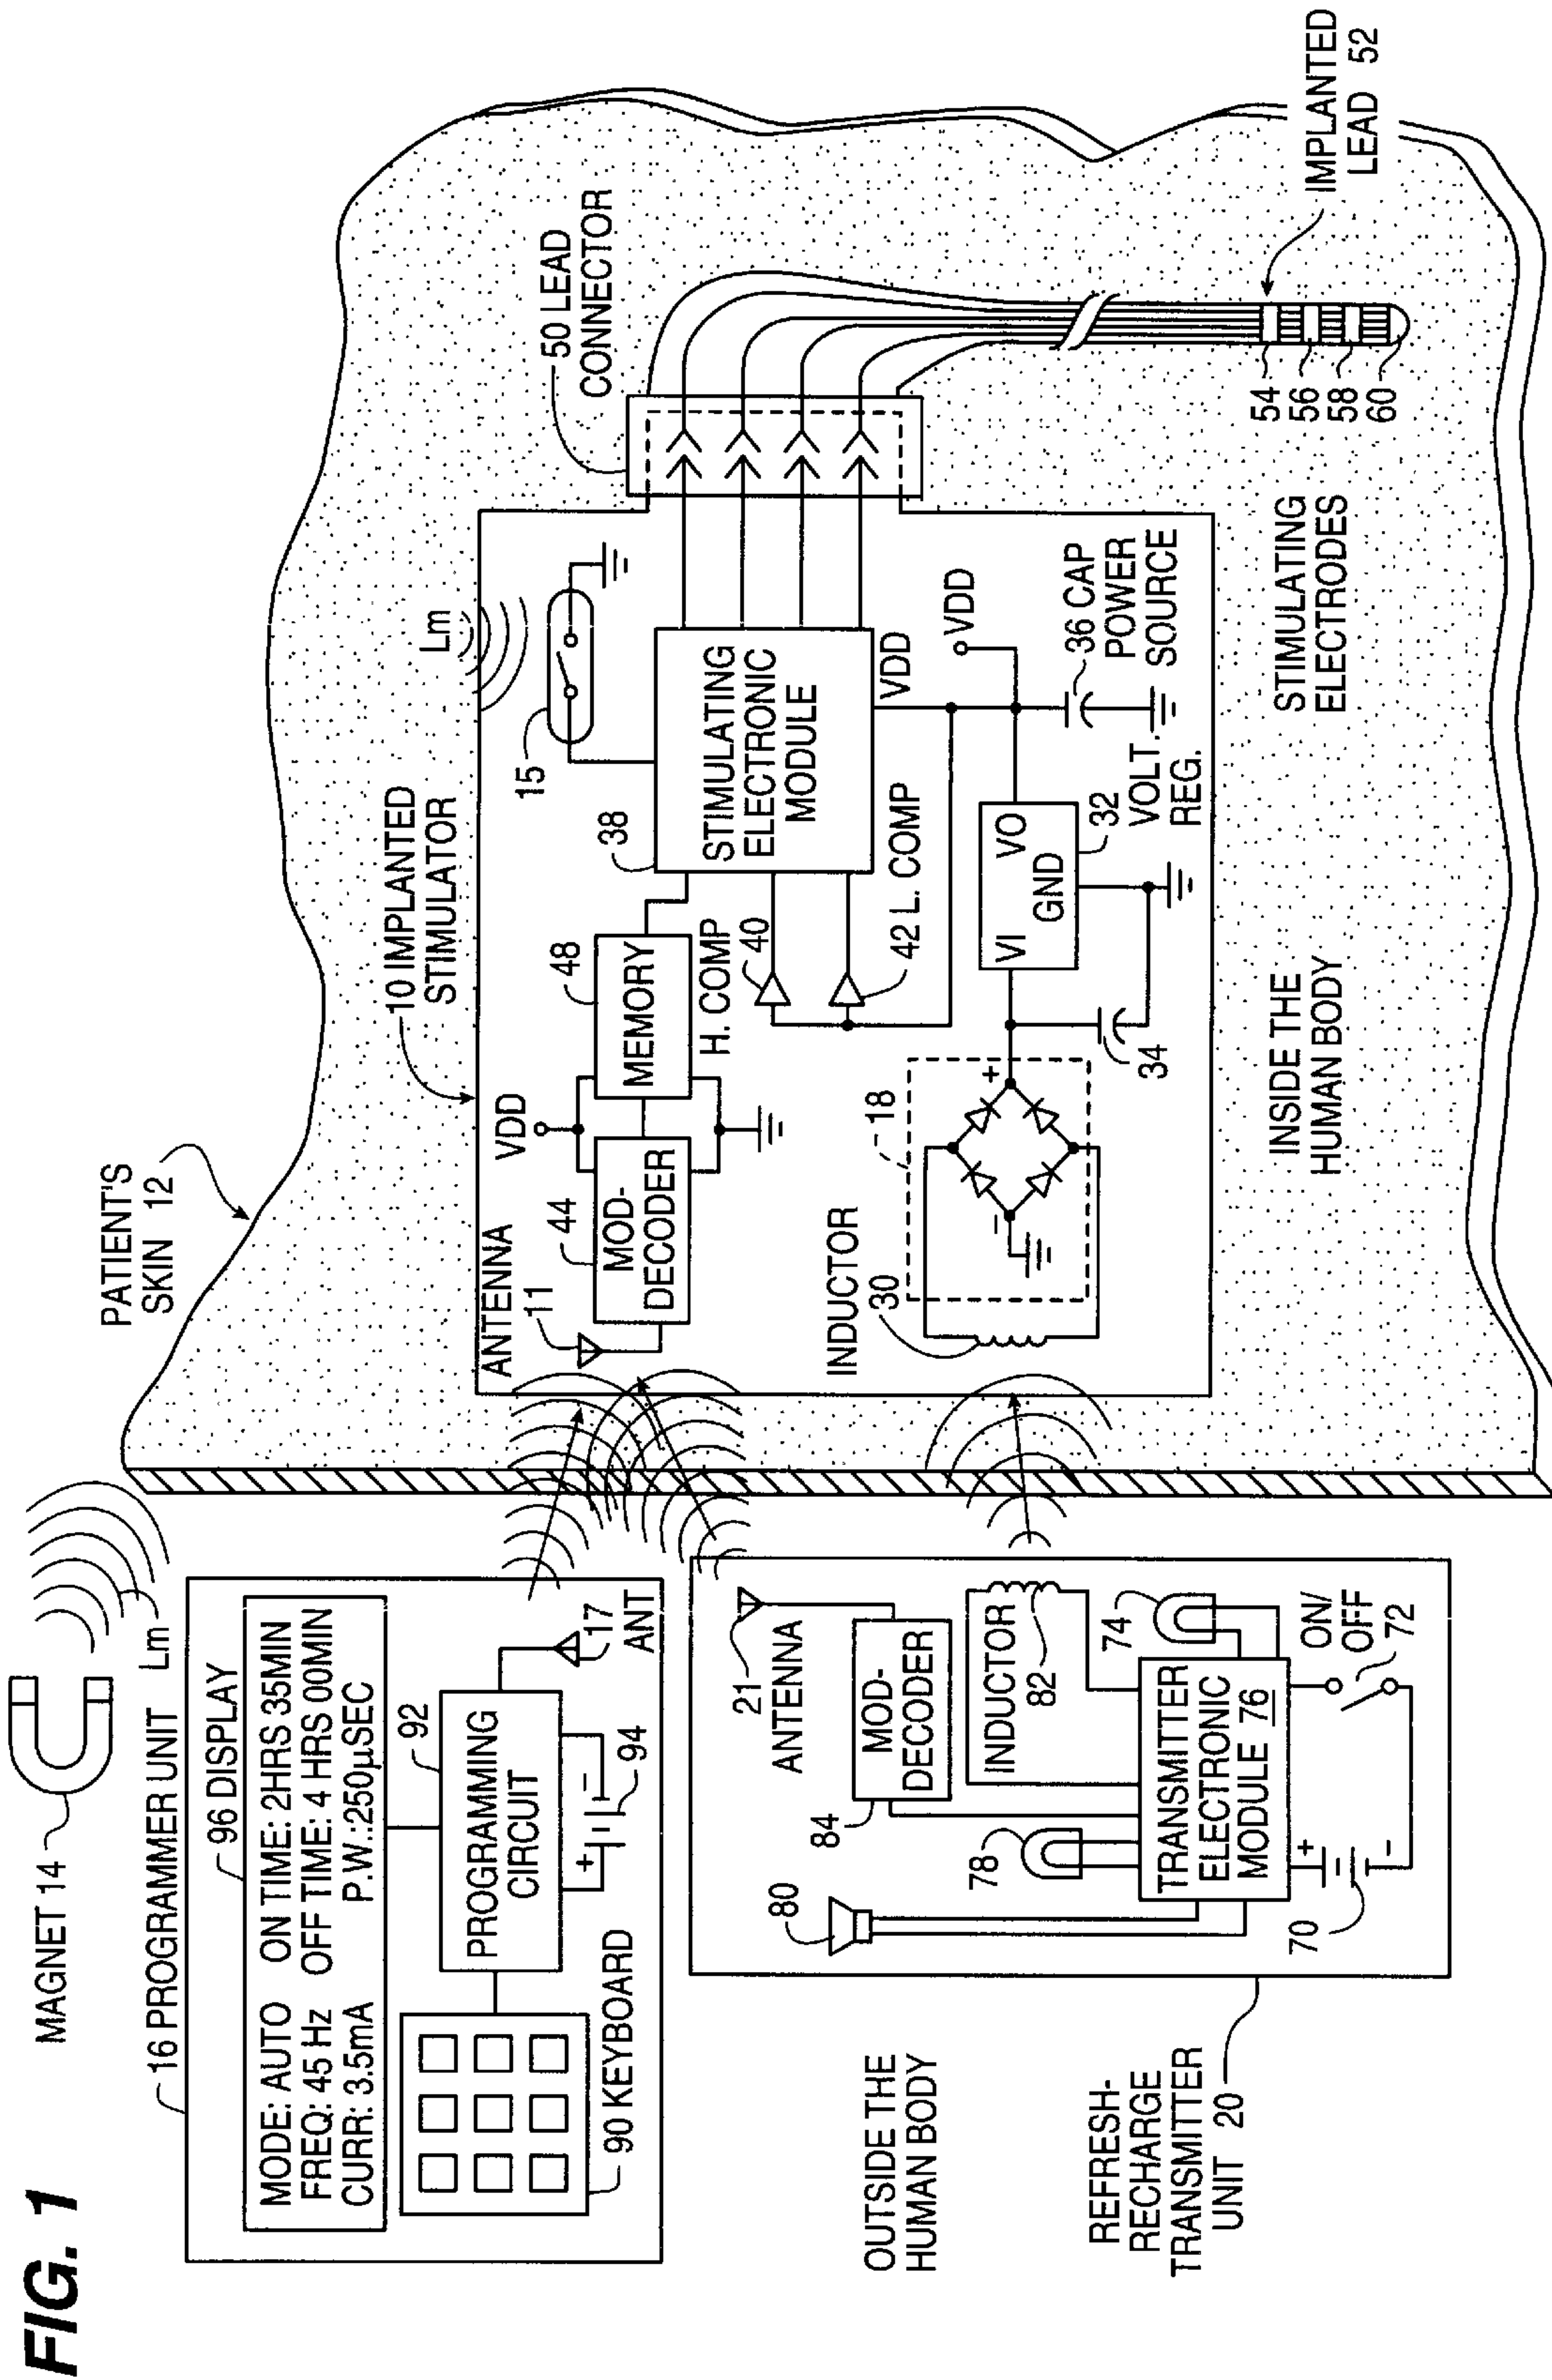 FIG. 1
MAGNET 14
Lm
16 PROGRAMMER UNIT
96 DISPLAY
MODE: AUTO ON TIME: 2HRS 35MIN
FREQ: 45 Hz OFF TIME: 4 HRS 00MIN
CURR: 3.5mA P.W.:250µSEC
92
PROGRAMMING
CIRCUIT
+
−
94
17
ANT
90 KEYBOARD
OUTSIDE THE
HUMAN BODY
REFRESH-
RECHARGE
TRANSMITTER
UNIT 20
21
ANTENNA
MOD-
DECODER
84
INDUCTOR
82
74
78
80
TRANSMITTER
ELECTRONIC
MODULE 76
ON/
OFF
72
+
−
70
PATIENT'S
SKIN 12
10 IMPLANTED
STIMULATOR
Lm
ANTENNA
11
44
MOD-
DECODER
VDD
48
MEMORY
H. COMP
40
42 L. COMP
38
STIMULATING
ELECTRONIC
MODULE
15
VDD
VDD
36 CAP
POWER
SOURCE
INDUCTOR
30
18
+
−
34
VI
VO
GND
32
VOLT.
REG.
50 LEAD
CONNECTOR
IMPLANTED
LEAD 52
54
56
58
60
STIMULATING
ELECTRODES
INSIDE THE
HUMAN BODY